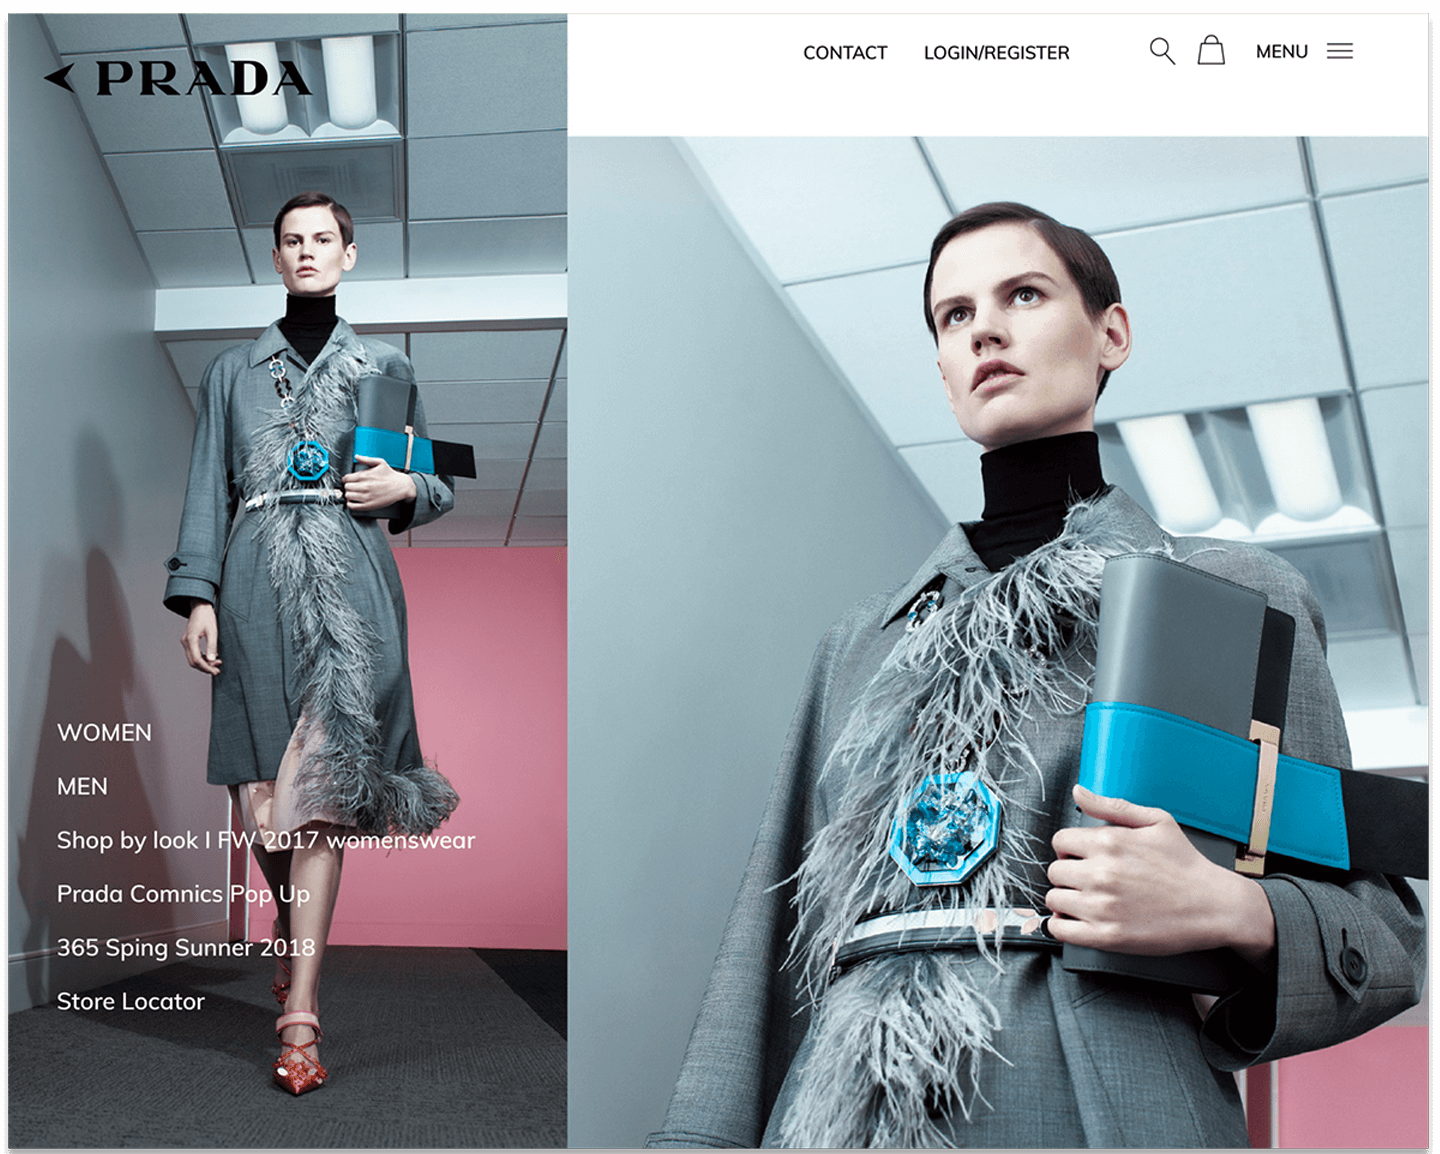 PRADA
CONTACT LOGIN/REGISTER MENU
WOMEN
MEN
Shop by look I FW 2017 womenswear
Prada Comnics Pop Up
365 Sping Sunner 2018
Store Locator